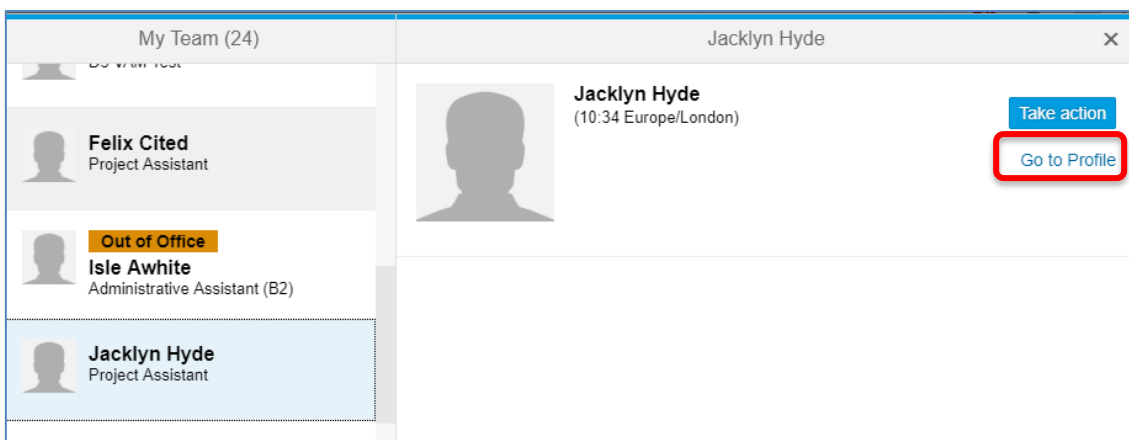 My Team (24)
Felix Cited
Project Assistant
Out of Office
Isle Awhite
Administrative Assistant (B2)
Jacklyn Hyde
Project Assistant
Jacklyn Hyde
×
Jacklyn Hyde
(10:34 Europe/London)
Take action
Go to Profile